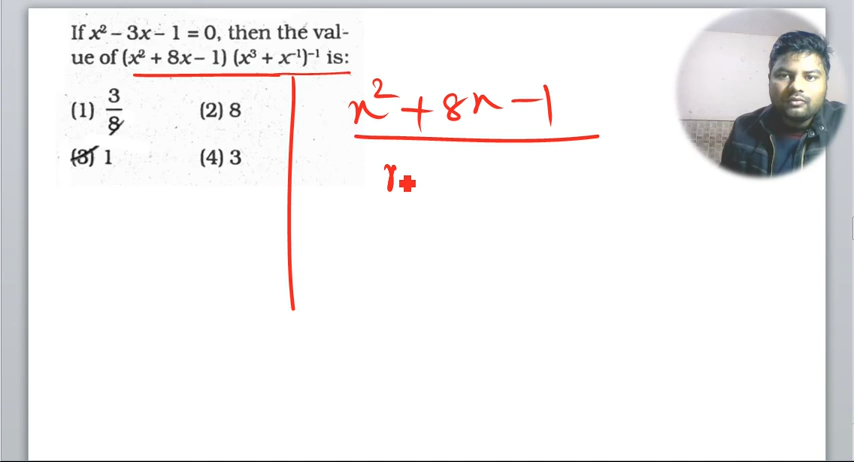 If x² – 3x – 1 = 0, then the val-
ue of (x² + 8x – 1) (x³ + x⁻¹)⁻¹ is:
(1) 3/8 (2) 8
(3) 1 (4) 3
x² + 8x – 1